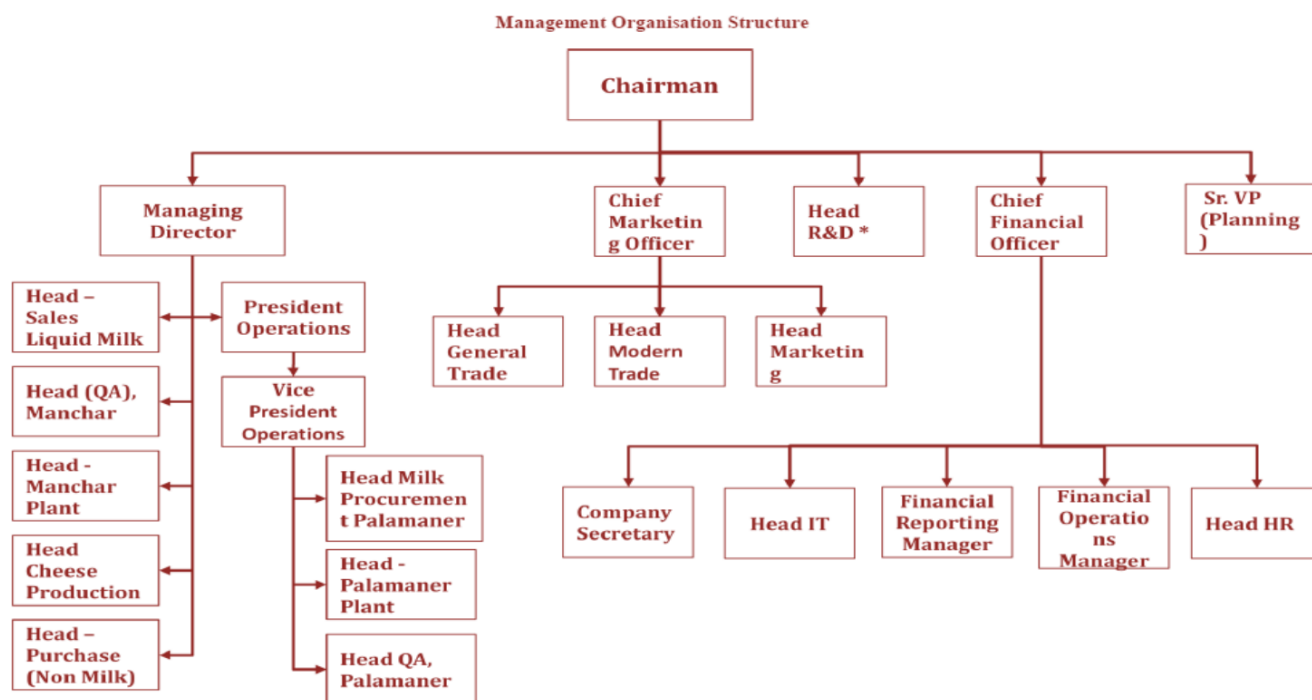 Management Organisation Structure
Chairman
Managing
Director
Chief
Marketin
g Officer
Head
R&D *
Chief
Financial
Officer
Sr. VP
(Planning
)
Head –
Sales
Liquid Milk
President
Operations
Head
General
Trade
Head
Modern
Trade
Head
Marketin
g
Head (QA),
Manchar
Vice
President
Operations
Head -
Manchar
Plant
Head Milk
Procuremen
t Palamaner
Company
Secretary
Head IT
Financial
Reporting
Manager
Financial
Operatio
ns
Manager
Head HR
Head
Cheese
Production
Head -
Palamaner
Plant
Head –
Purchase
(Non Milk)
Head QA,
Palamaner